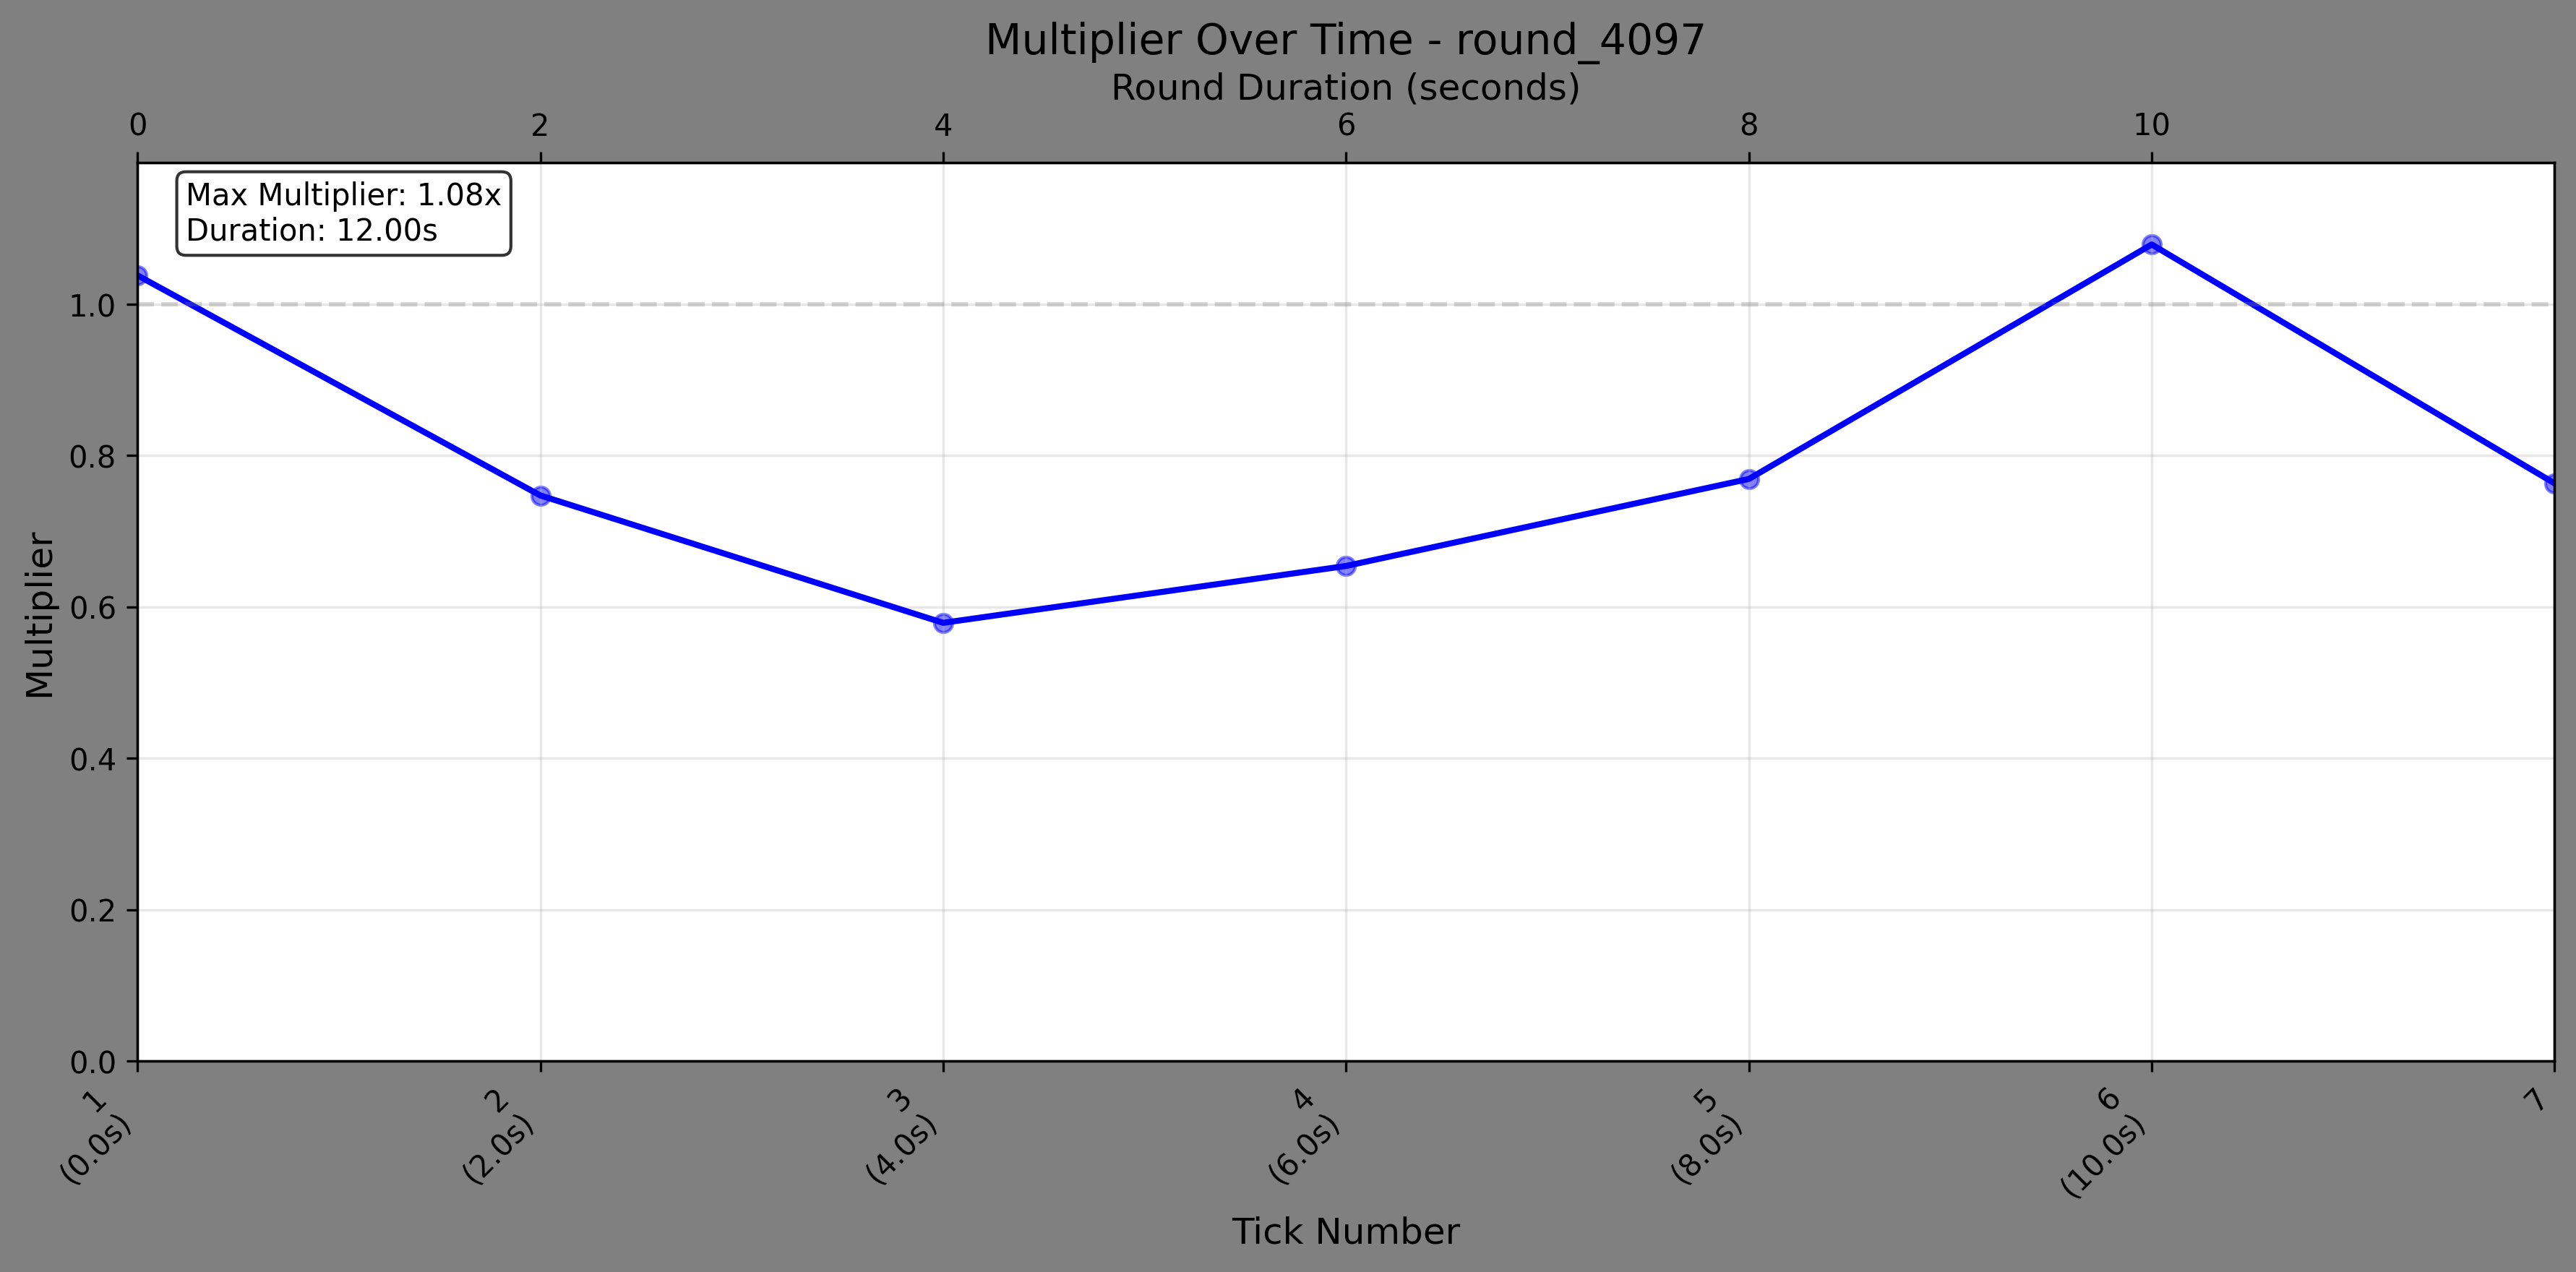 Multiplier Over Time - round_4097
Round Duration (seconds)
0 2 4 6 8 10
Max Multiplier: 1.08x
Duration: 12.00s
Multiplier
1.0
0.8
0.6
0.4
0.2
0.0
1 2 3 4 5 6 7
(0.0s) (2.0s) (4.0s) (6.0s) (8.0s) (10.0s)
Tick Number